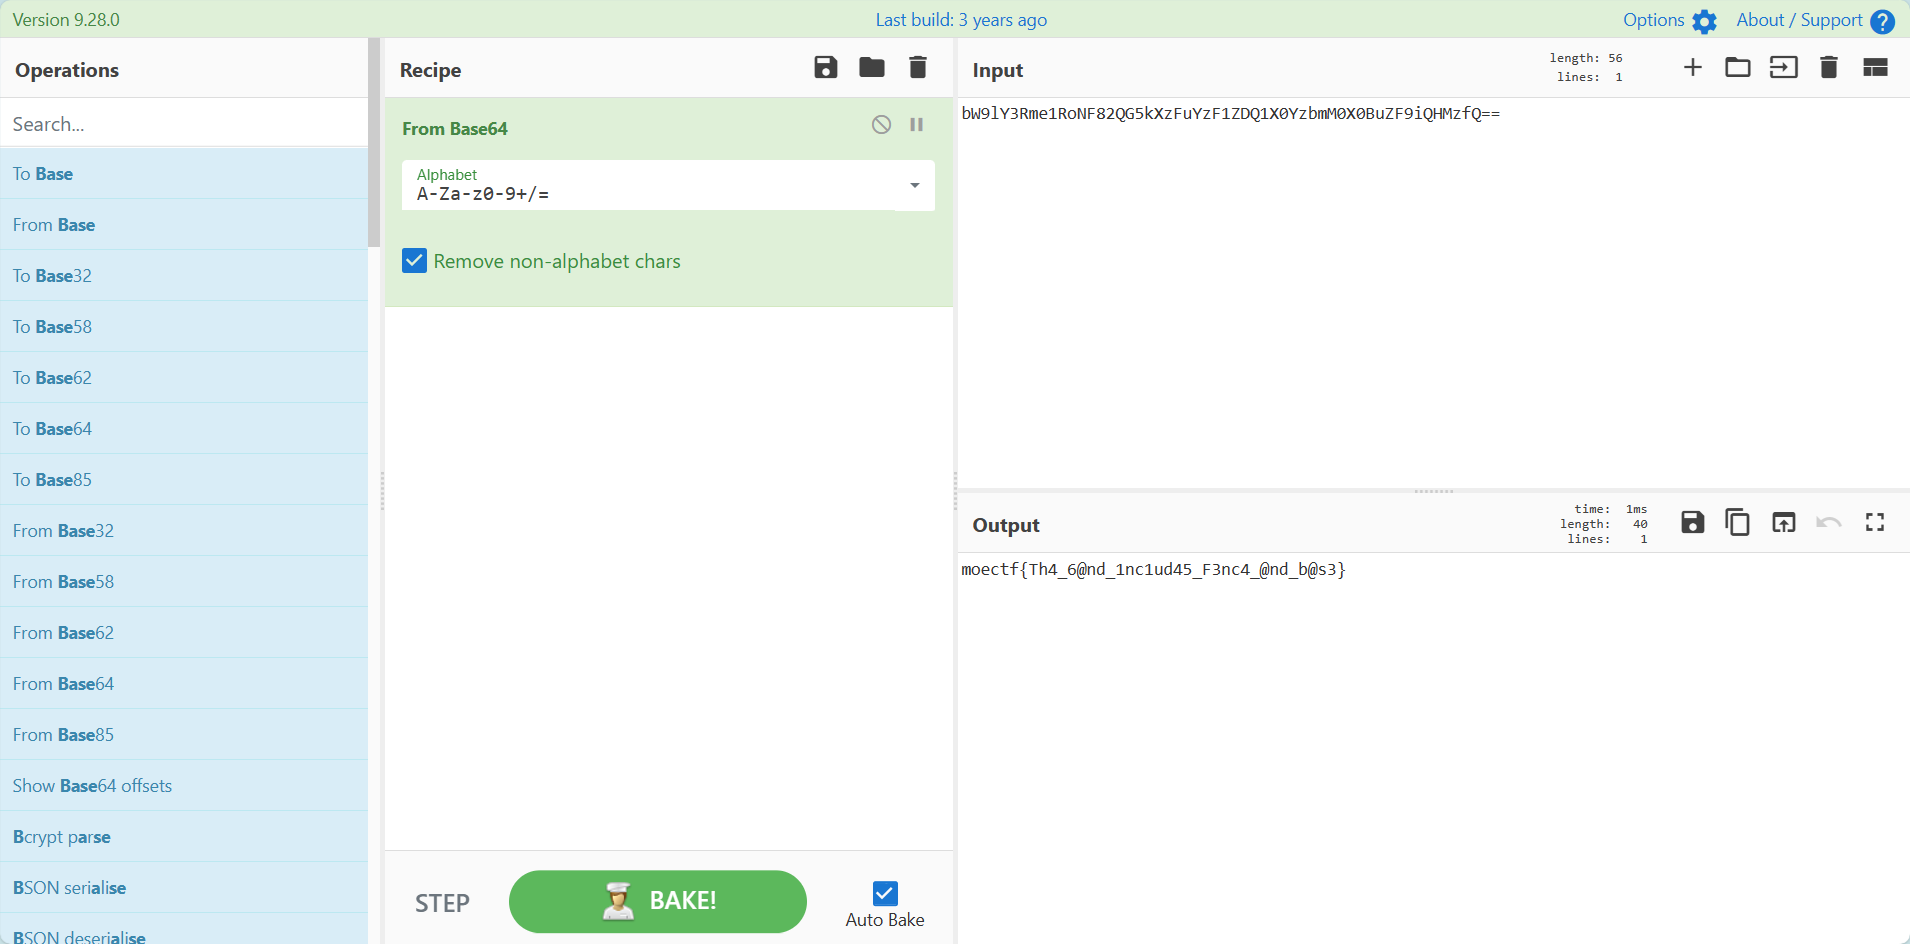 Version 9.28.0
Last build: 3 years ago
Options
About / Support
?
Operations
Search...
To Base
From Base
To Base32
To Base58
To Base62
To Base64
To Base85
From Base32
From Base58
From Base62
From Base64
From Base85
Show Base64 offsets
Bcrypt parse
BSON serialise
BSON deserialise
Recipe
From Base64
Alphabet
A-Za-z0-9+/=
Remove non-alphabet chars
STEP
BAKE!
Auto Bake
Input
length: 56
lines: 1
bW9lY3Rme1RoNF82QG5kXzFuYzF1ZDQ1X0YzbmM0X0BuZF9iQHMzfQ==
Output
time: 1ms
length: 40
lines: 1
moectf{Th4_6@nd_1nc1ud45_F3nc4_@nd_b@s3}